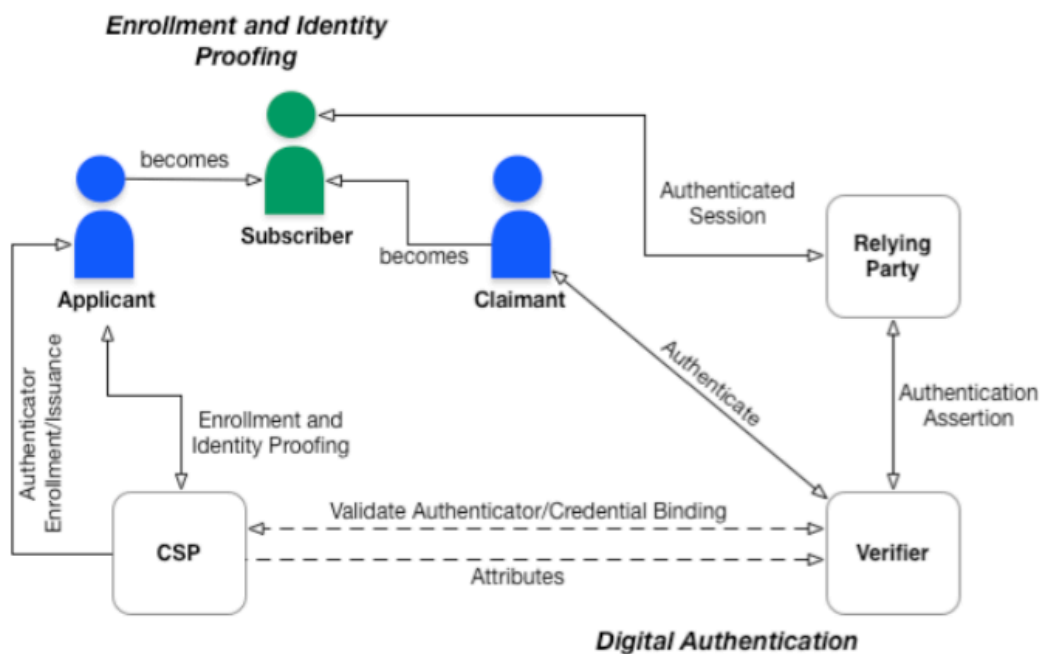 Enrollment and Identity
Proofing
becomes
Subscriber
Applicant
becomes
Claimant
Authenticated
Session
Relying
Party
Authenticator
Enrollment/Issuance
Enrollment and
Identity Proofing
Authenticate
Authentication
Assertion
CSP
Validate Authenticator/Credential Binding
Attributes
Verifier
Digital Authentication